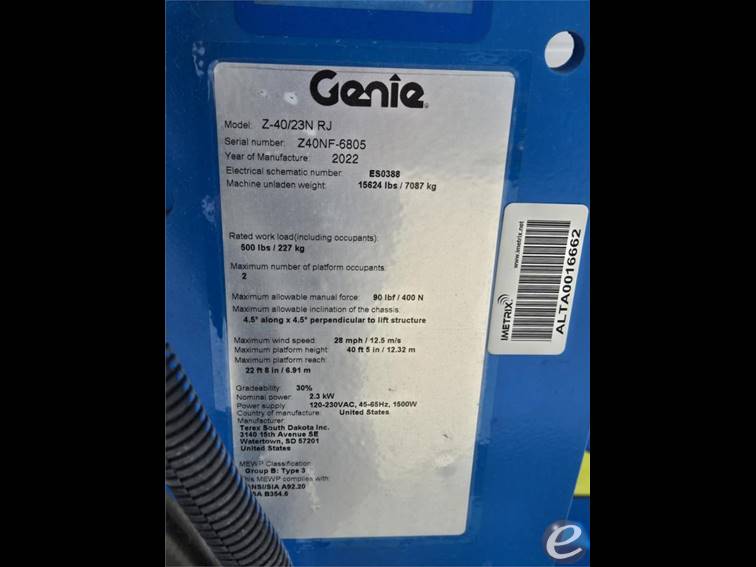 Genie
Model: Z-40/23N RJ
Serial number: Z40NF-6805
Year of Manufacture: 2022
Electrical schematic number: ES0388
Machine unladen weight: 15624 lbs / 7087 kg
Rated work load(including occupants):
500 lbs / 227 kg
Maximum number of platform occupants:
2
Maximum allowable manual force: 90 lbf / 400 N
Maximum allowable inclination of the chassis:
4.5° along x 4.5° perpendicular to lift structure
Maximum wind speed: 28 mph / 12.5 m/s
Maximum platform height: 40 ft 5 in / 12.32 m
Maximum platform reach:
22 ft 8 in / 6.91 m
Gradeability: 30%
Nominal power: 2.3 kW
Power supply: 120-230VAC, 45-65Hz, 1500W
Country of manufacture: United States
Manufacturer:
Terex South Dakota Inc.
3140 15th Avenue SE
Watertown, SD 57201
United States
MEWP Classification:
Group B: Type 3
This MEWP complies with:
ANSI/SIA A92.20
B354.6
www.imetrix.net
IMETRIX
ALTA0016662
e